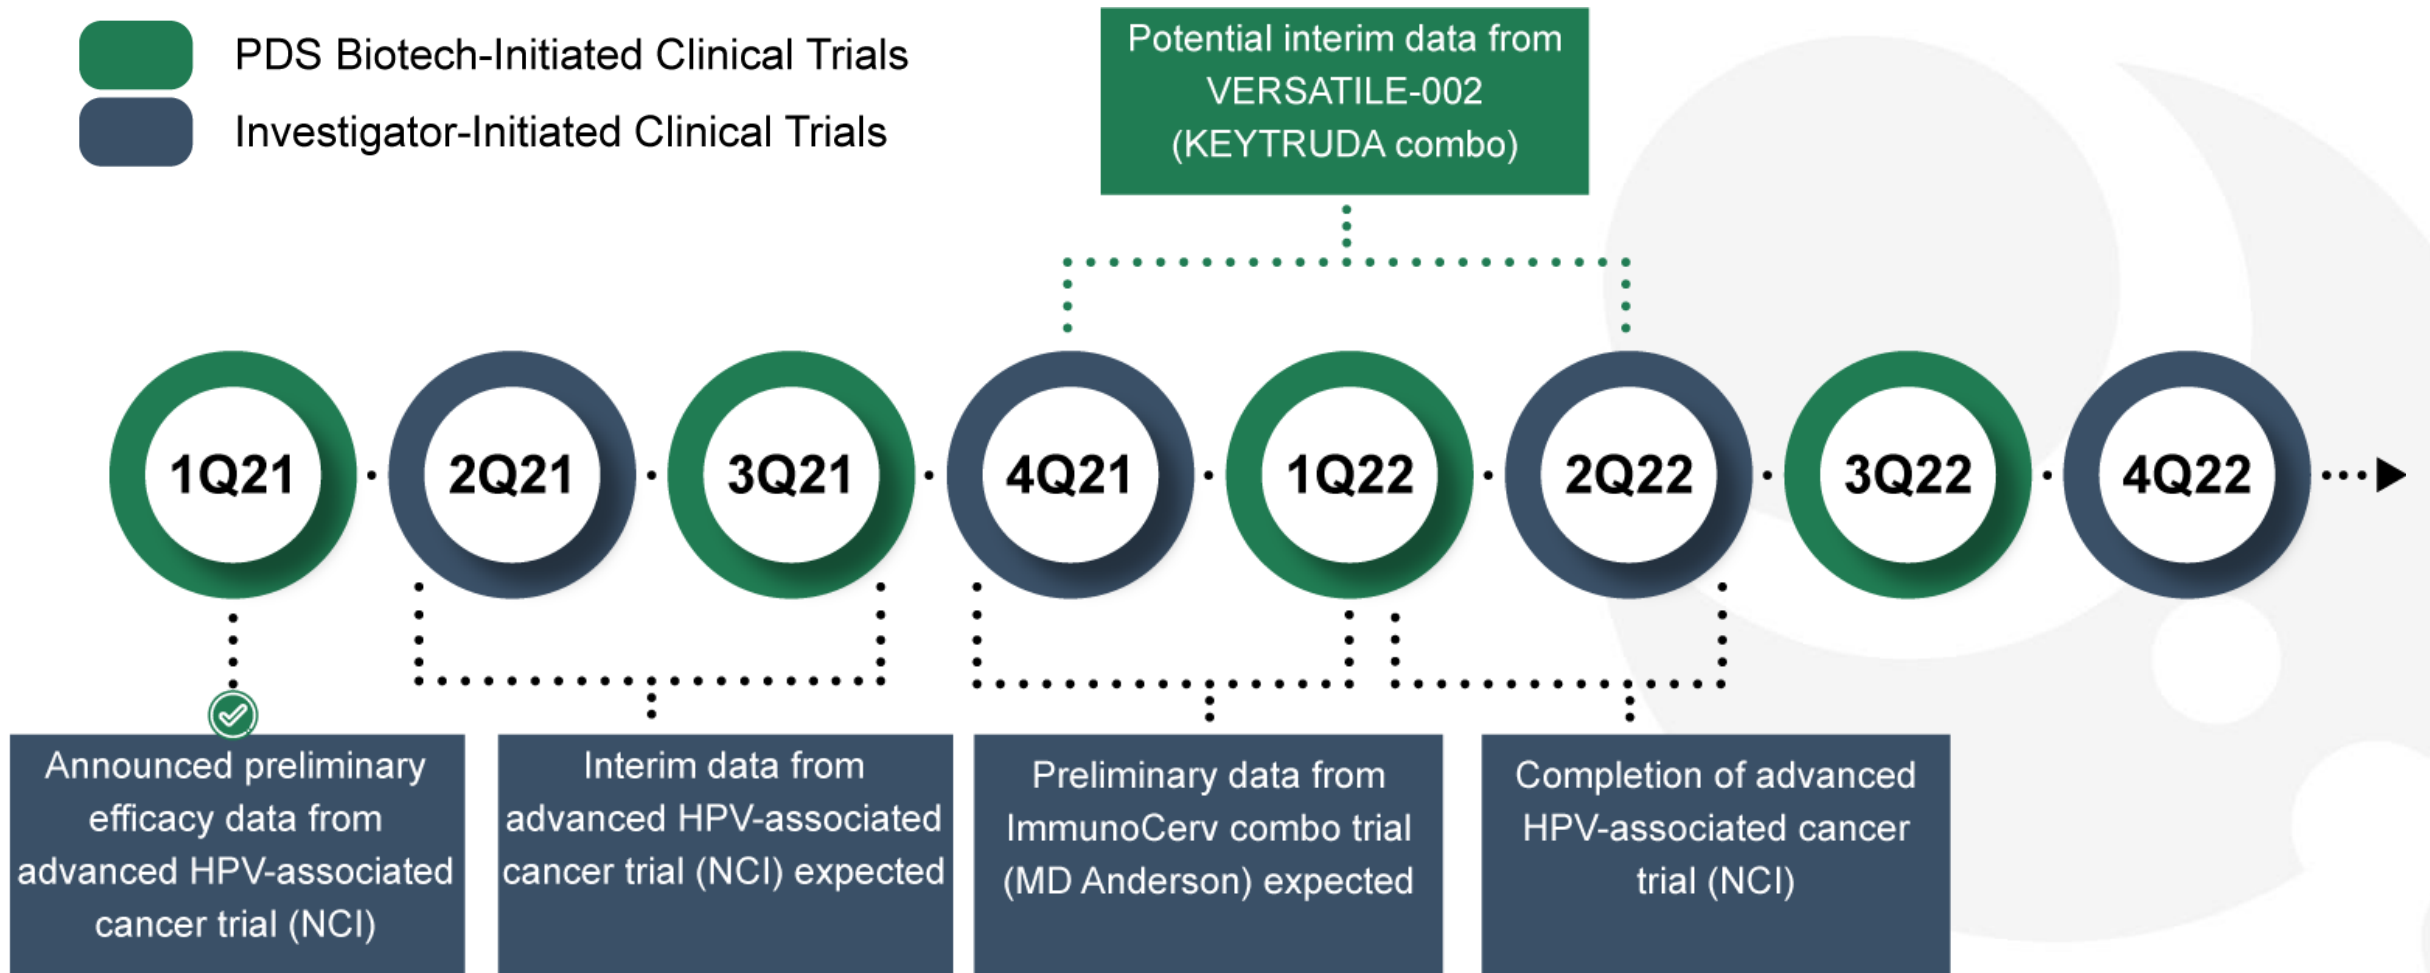 PDS Biotech-Initiated Clinical Trials
Investigator-Initiated Clinical Trials
Potential interim data from
VERSATILE-002
(KEYTRUDA combo)
1Q21
2Q21
3Q21
4Q21
1Q22
2Q22
3Q22
4Q22
Announced preliminary
efficacy data from
advanced HPV-associated
cancer trial (NCI)
Interim data from
advanced HPV-associated
cancer trial (NCI) expected
Preliminary data from
ImmunoCerv combo trial
(MD Anderson) expected
Completion of advanced
HPV-associated cancer
trial (NCI)